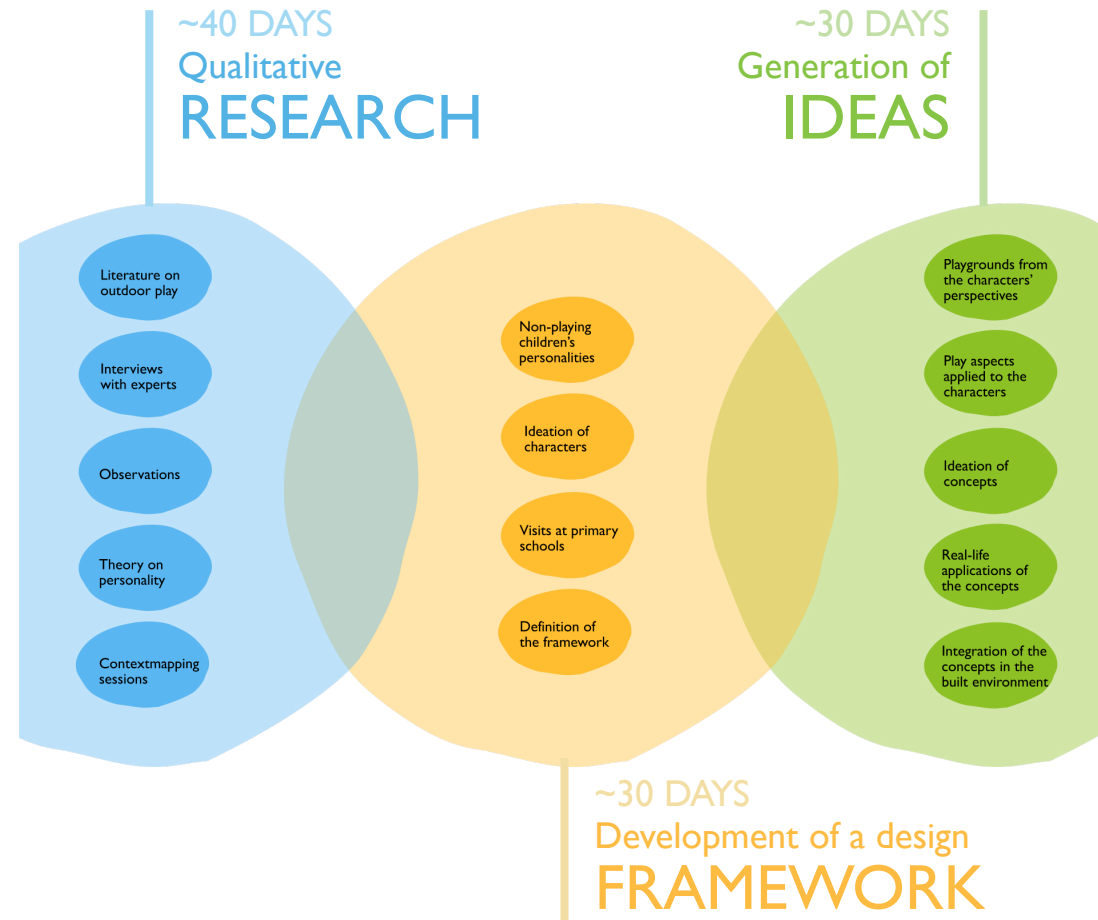 ~40 DAYS
Qualitative
RESEARCH
~30 DAYS
Generation of
IDEAS
Literature on
outdoor play
Interviews
with experts
Observations
Theory on
personality
Contextmapping
sessions
Non-playing
children’s
personalities
Ideation of
characters
Visits at primary
schools
Definition of
the framework
Playgrounds from
the characters’
perspectives
Play aspects
applied to the
characters
Ideation of
concepts
Real-life
applications of
the concepts
Integration of the
concepts in the
built environment
~30 DAYS
Development of a design
FRAMEWORK